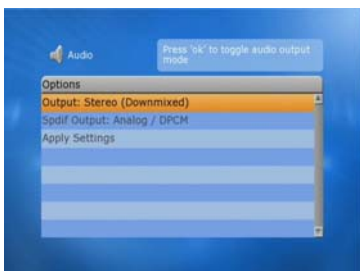 Audio
Press 'ok' to toggle audio output
mode
Options
Output: Stereo (Downmixed)
Spdif Output: Analog / DPCM
Apply Settings